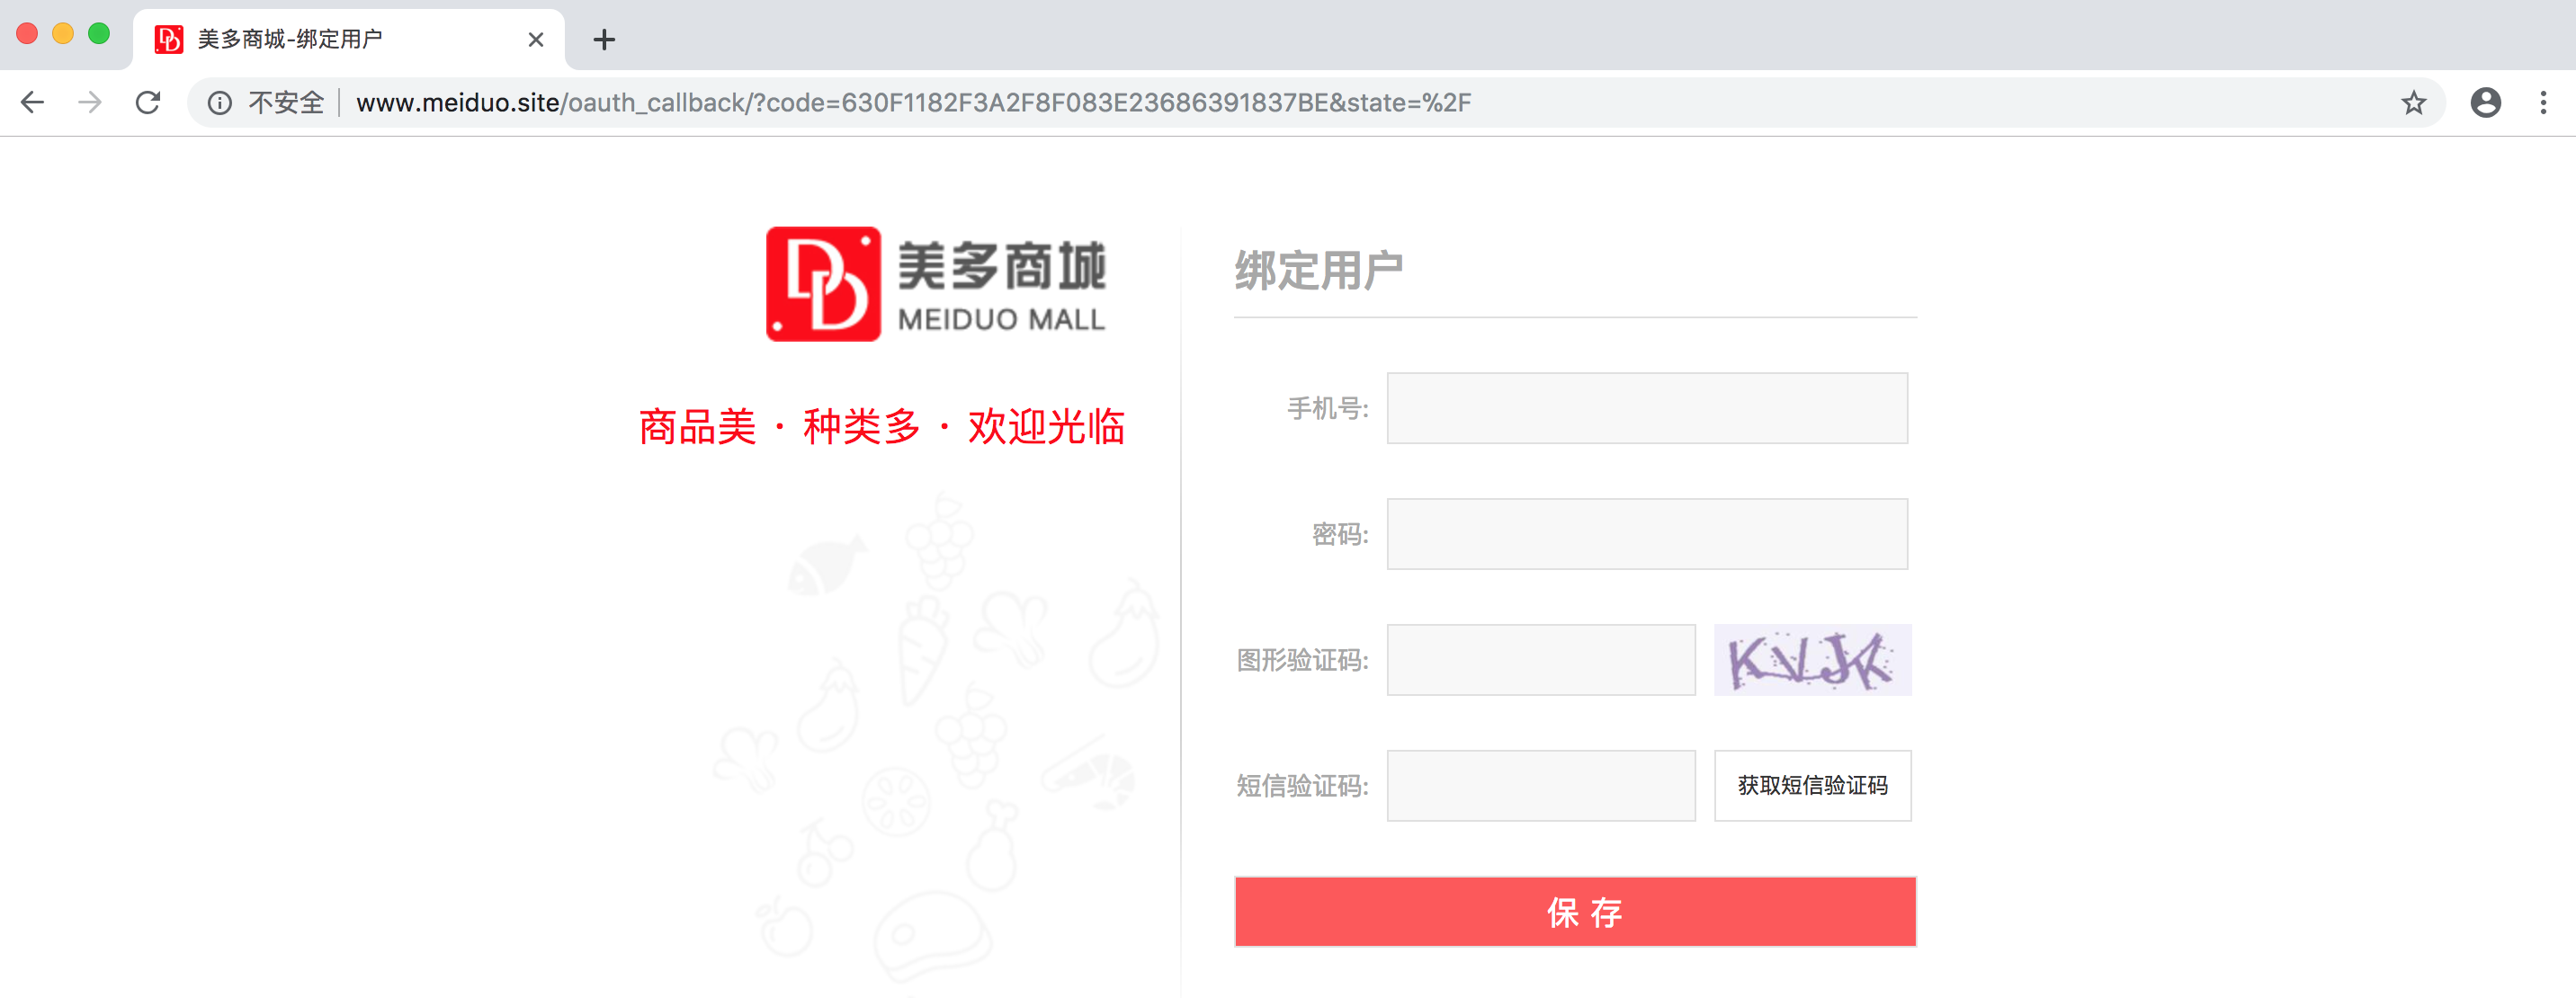 美多商城-绑定用户
不安全 www.meiduo.site/oauth_callback/?code=630F1182F3A2F8F083E23686391837BE&state=%2F
美多商城
MEIDUO MALL
商品美 · 种类多 · 欢迎光临
绑定用户
手机号:
密码:
图形验证码:
KVJK
短信验证码:
获取短信验证码
保 存